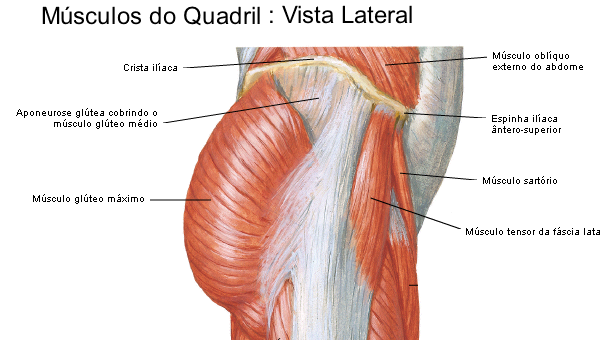 Músculos do Quadril : Vista Lateral
Crista ilíaca
Aponeurose glútea cobrindo o
músculo glúteo médio
Músculo glúteo máximo
Músculo oblíquo
externo do abdome
Espinha ilíaca
ântero-superior
Músculo sartório
Músculo tensor da fáscia lata